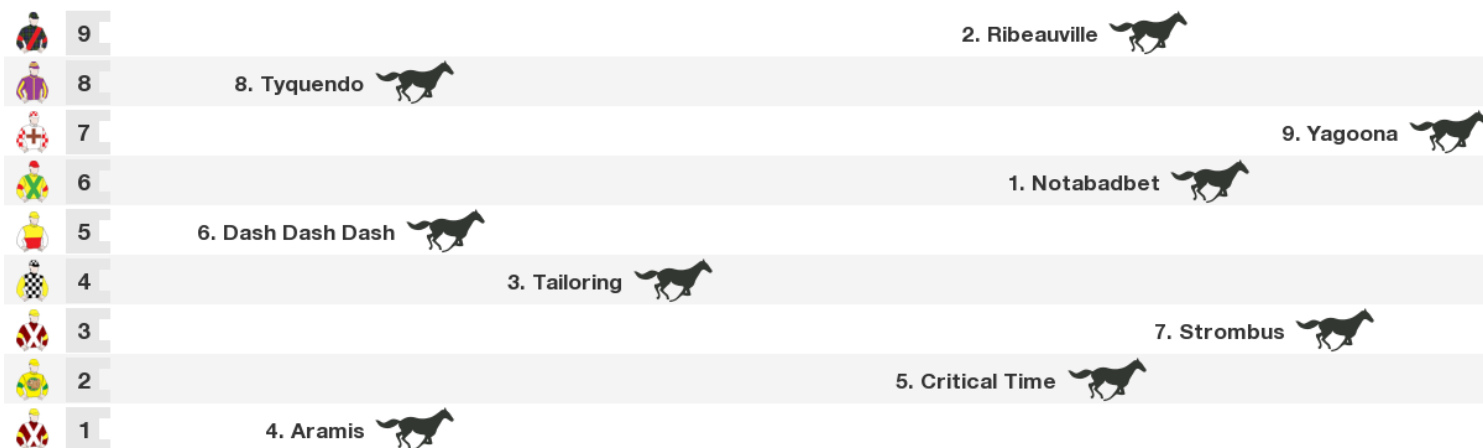 9 2. Ribeauville
8 8. Tyquendo
7 9. Yagoona
6 1. Notabadbet
5 6. Dash Dash Dash
4 3. Tailoring
3 7. Strombus
2 5. Critical Time
1 4. Aramis